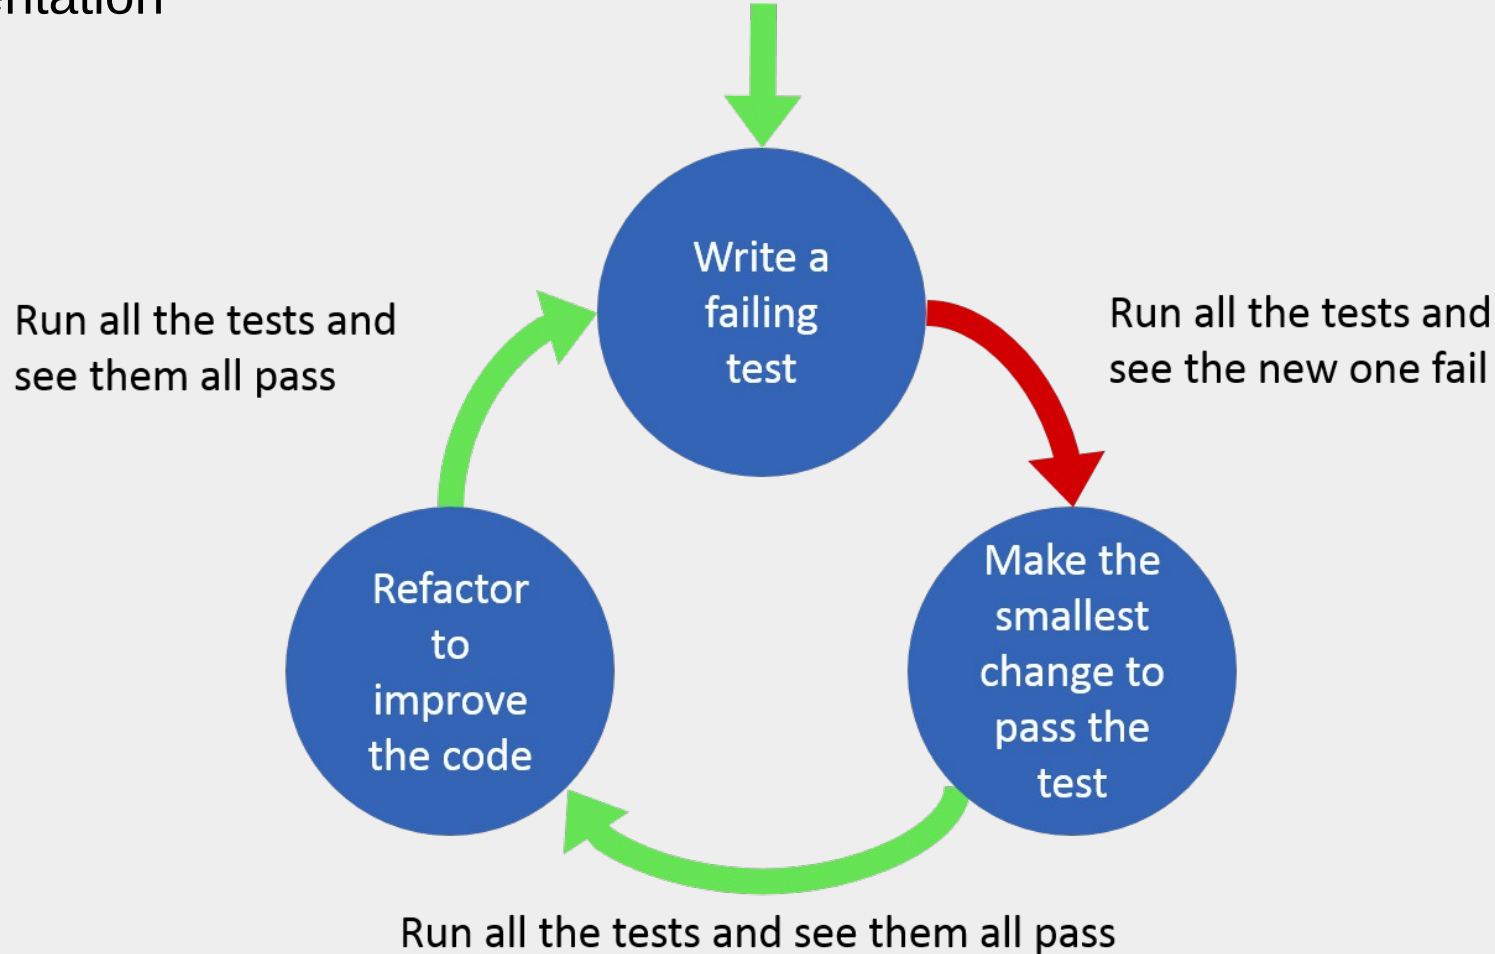 Write a
failing
test
Run all the tests and
see the new one fail
Make the
smallest
change to
pass the
test
Run all the tests and see them all pass
Refactor
to
improve
the code
Run all the tests and
see them all pass